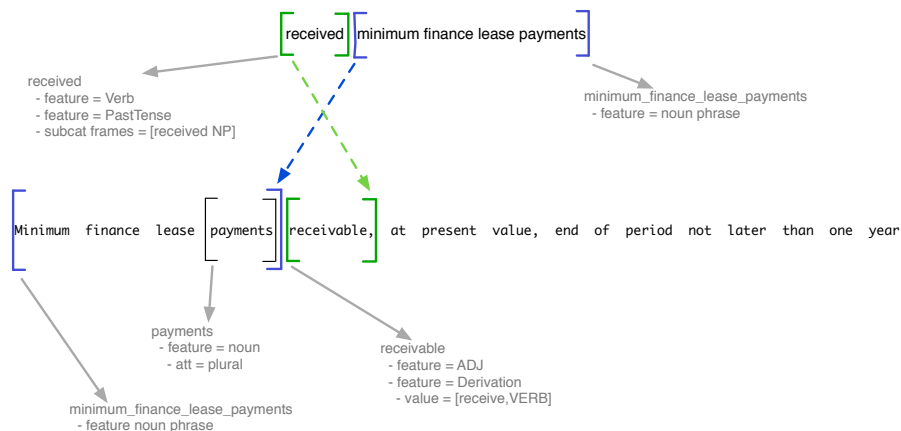 received minimum finance lease payments
received
- feature = Verb
- feature = PastTense
- subcat frames = [received NP]
minimum_finance_lease_payments
- feature = noun phrase
Minimum finance lease payments receivable, at present value, end of period not later than one year
payments
- feature = noun
- att = plural
receivable
- feature = ADJ
- feature = Derivation
- value = [receive,VERB]
minimum_finance_lease_payments
- feature noun phrase